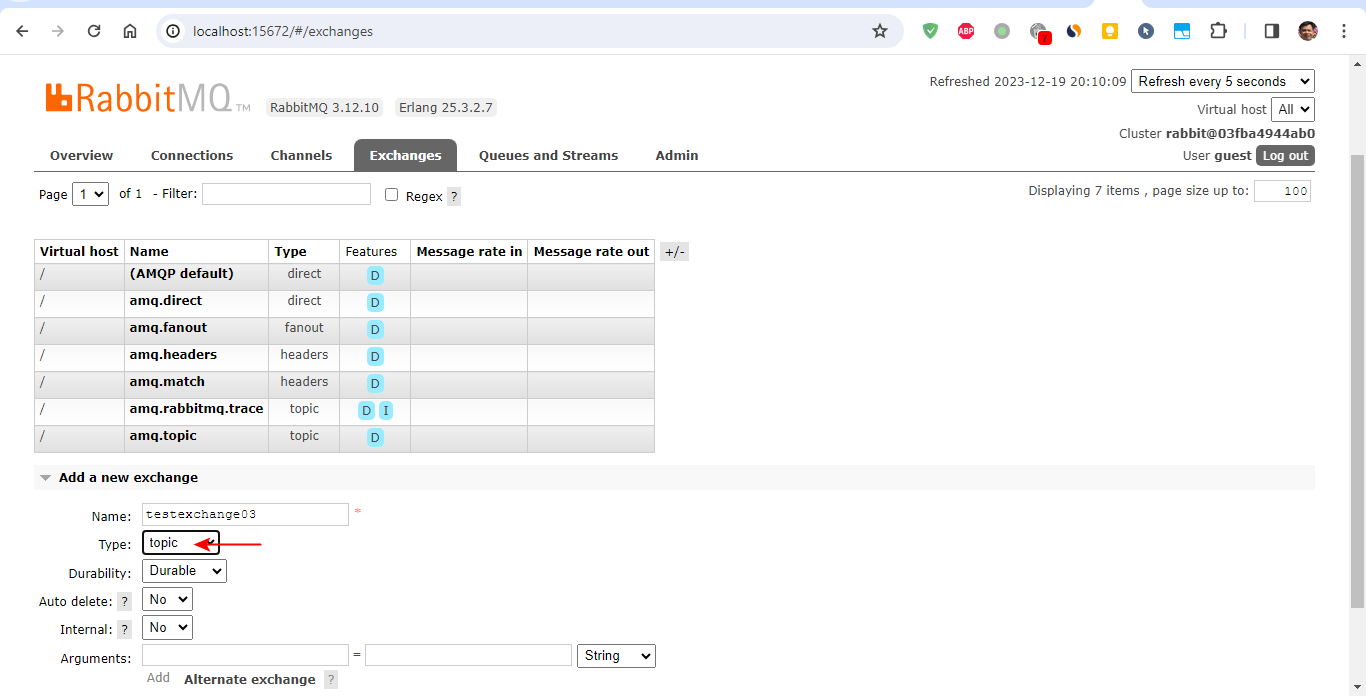 localhost:15672/#/exchanges
ABP
7
RabbitMQ TM RabbitMQ 3.12.10 Erlang 25.3.2.7
Refreshed 2023-12-19 20:10:09 Refresh every 5 seconds
Virtual host All
Cluster rabbit@03fba4944ab0
User guest Log out
Overview Connections Channels Exchanges Queues and Streams Admin
Page 1 of 1 - Filter: Regex ? Displaying 7 items , page size up to: 100
Virtual host Name Type Features Message rate in Message rate out +/-
/ (AMQP default) direct D
/ amq.direct direct D
/ amq.fanout fanout D
/ amq.headers headers D
/ amq.match headers D
/ amq.rabbitmq.trace topic D I
/ amq.topic topic D
Add a new exchange
Name: testexchange03 *
Type: topic
Durability: Durable
Auto delete: ? No
Internal: ? No
Arguments: = String
Add Alternate exchange ?